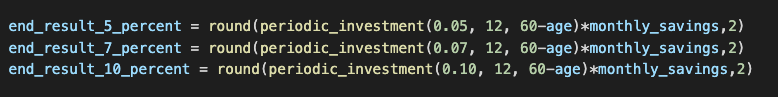 end_result_5_percent = round(periodic_investment(0.05, 12, 60-age)*monthly_savings,2)
end_result_7_percent = round(periodic_investment(0.07, 12, 60-age)*monthly_savings,2)
end_result_10_percent = round(periodic_investment(0.10, 12, 60-age)*monthly_savings,2)